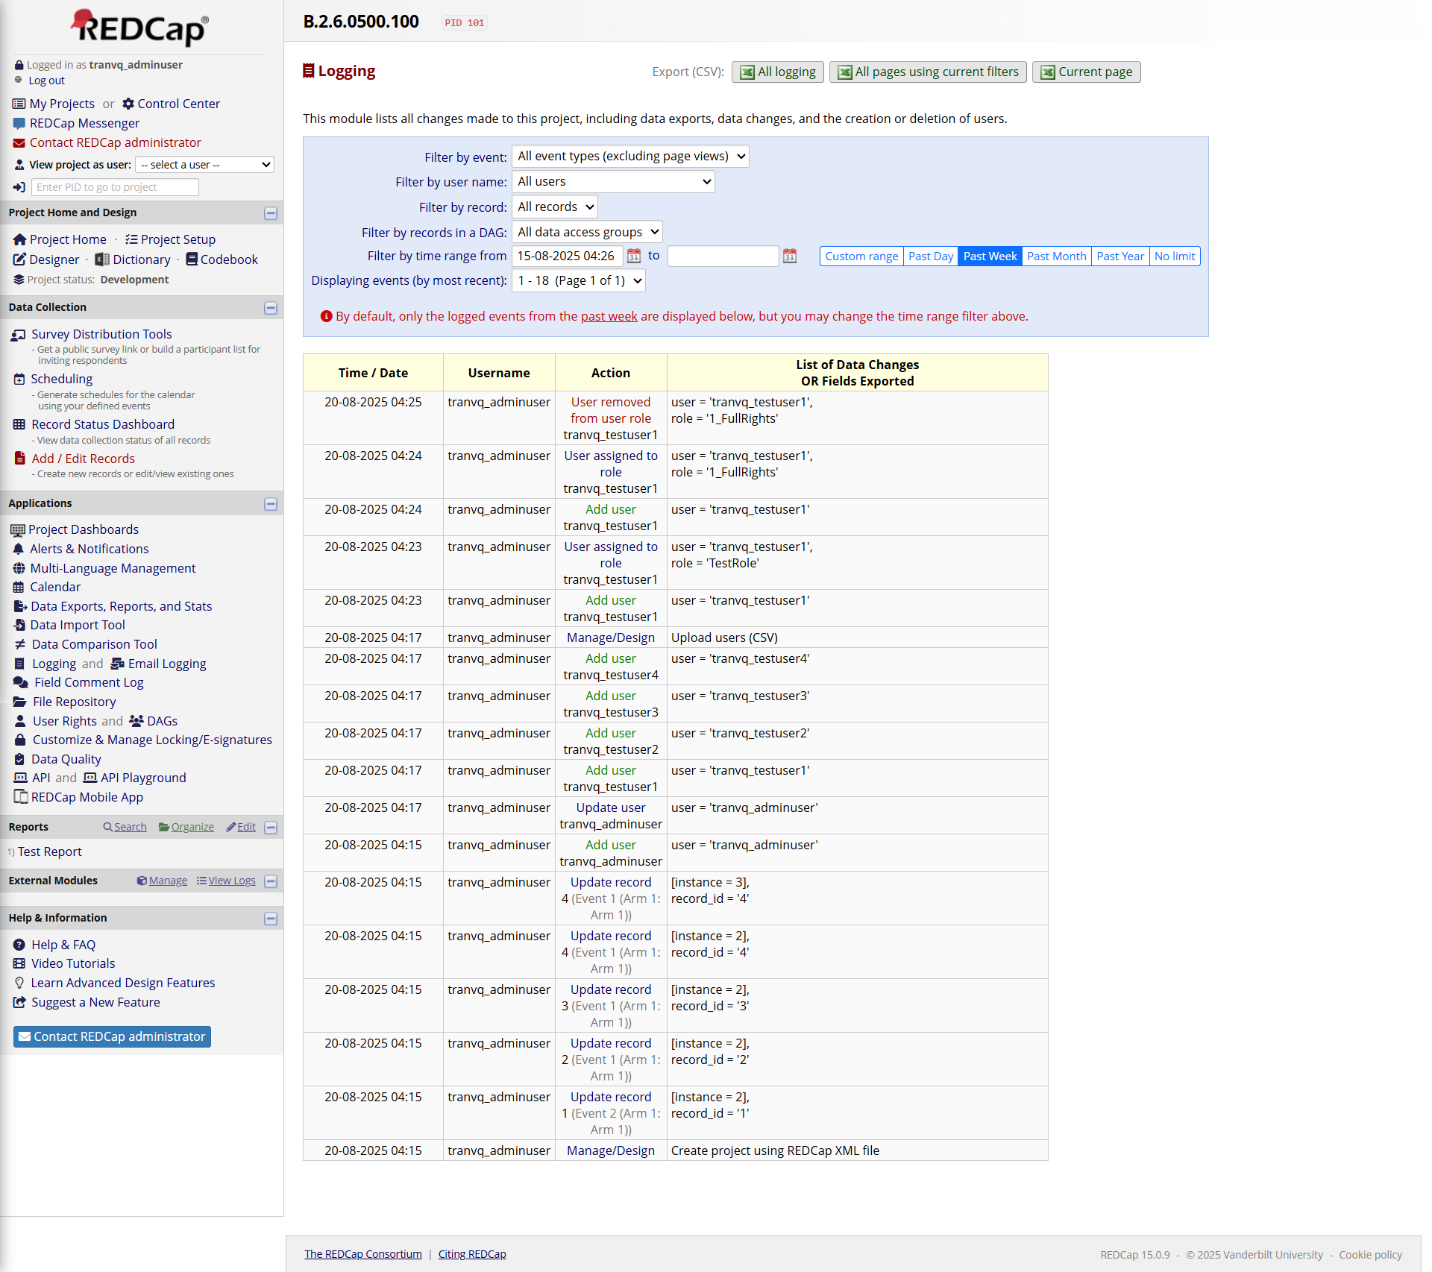 REDCap®
Logged in as tranvq_adminuser
Log out
My Projects or Control Center
REDCap Messenger
Contact REDCap administrator
View project as user: -- select a user --
Enter PID to go to project
Project Home and Design
Project Home · Project Setup
Designer · Dictionary · Codebook
Project status: Development
Data Collection
Survey Distribution Tools
- Get a public survey link or build a participant list for
inviting respondents
Scheduling
- Generate schedules for the calendar
using your defined events
Record Status Dashboard
- View data collection status of all records
Add / Edit Records
- Create new records or edit/view existing ones
Applications
Project Dashboards
Alerts & Notifications
Multi-Language Management
Calendar
Data Exports, Reports, and Stats
Data Import Tool
Data Comparison Tool
Logging and Email Logging
Field Comment Log
File Repository
User Rights and DAGs
Customize & Manage Locking/E-signatures
Data Quality
API and API Playground
REDCap Mobile App
Reports Search Organize Edit
1) Test Report
External Modules Manage View Logs
Help & Information
Help & FAQ
Video Tutorials
Learn Advanced Design Features
Suggest a New Feature
Contact REDCap administrator
B.2.6.0500.100 PID 101
Logging Export (CSV): All logging All pages using current filters Current page
This module lists all changes made to this project, including data exports, data changes, and the creation or deletion of users.
Filter by event: All event types (excluding page views)
Filter by user name: All users
Filter by record: All records
Filter by records in a DAG: All data access groups
Filter by time range from 15-08-2025 04:26 to Custom range Past Day Past Week Past Month Past Year No limit
Displaying events (by most recent): 1 - 18 (Page 1 of 1)
By default, only the logged events from the past week are displayed below, but you may change the time range filter above.
Time / Date Username Action List of Data Changes
OR Fields Exported
20-08-2025 04:25 tranvq_adminuser User removed user = 'tranvq_testuser1',
from user role role = '1_FullRights'
tranvq_testuser1
20-08-2025 04:24 tranvq_adminuser User assigned to user = 'tranvq_testuser1',
role role = '1_FullRights'
tranvq_testuser1
20-08-2025 04:24 tranvq_adminuser Add user user = 'tranvq_testuser1'
tranvq_testuser1
20-08-2025 04:23 tranvq_adminuser User assigned to user = 'tranvq_testuser1',
role role = 'TestRole'
tranvq_testuser1
20-08-2025 04:23 tranvq_adminuser Add user user = 'tranvq_testuser1'
tranvq_testuser1
20-08-2025 04:17 tranvq_adminuser Manage/Design Upload users (CSV)
20-08-2025 04:17 tranvq_adminuser Add user user = 'tranvq_testuser4'
tranvq_testuser4
20-08-2025 04:17 tranvq_adminuser Add user user = 'tranvq_testuser3'
tranvq_testuser3
20-08-2025 04:17 tranvq_adminuser Add user user = 'tranvq_testuser2'
tranvq_testuser2
20-08-2025 04:17 tranvq_adminuser Add user user = 'tranvq_testuser1'
tranvq_testuser1
20-08-2025 04:17 tranvq_adminuser Update user user = 'tranvq_adminuser'
tranvq_adminuser
20-08-2025 04:15 tranvq_adminuser Add user user = 'tranvq_adminuser'
tranvq_adminuser
20-08-2025 04:15 tranvq_adminuser Update record [instance = 3],
4 (Event 1 (Arm 1: record_id = '4'
Arm 1))
20-08-2025 04:15 tranvq_adminuser Update record [instance = 2],
4 (Event 1 (Arm 1: record_id = '4'
Arm 1))
20-08-2025 04:15 tranvq_adminuser Update record [instance = 2],
3 (Event 1 (Arm 1: record_id = '3'
Arm 1))
20-08-2025 04:15 tranvq_adminuser Update record [instance = 2],
2 (Event 1 (Arm 1: record_id = '2'
Arm 1))
20-08-2025 04:15 tranvq_adminuser Update record [instance = 2],
1 (Event 2 (Arm 1: record_id = '1'
Arm 1))
20-08-2025 04:15 tranvq_adminuser Manage/Design Create project using REDCap XML file
The REDCap Consortium | Citing REDCap REDCap 15.0.9 - © 2025 Vanderbilt University - Cookie policy